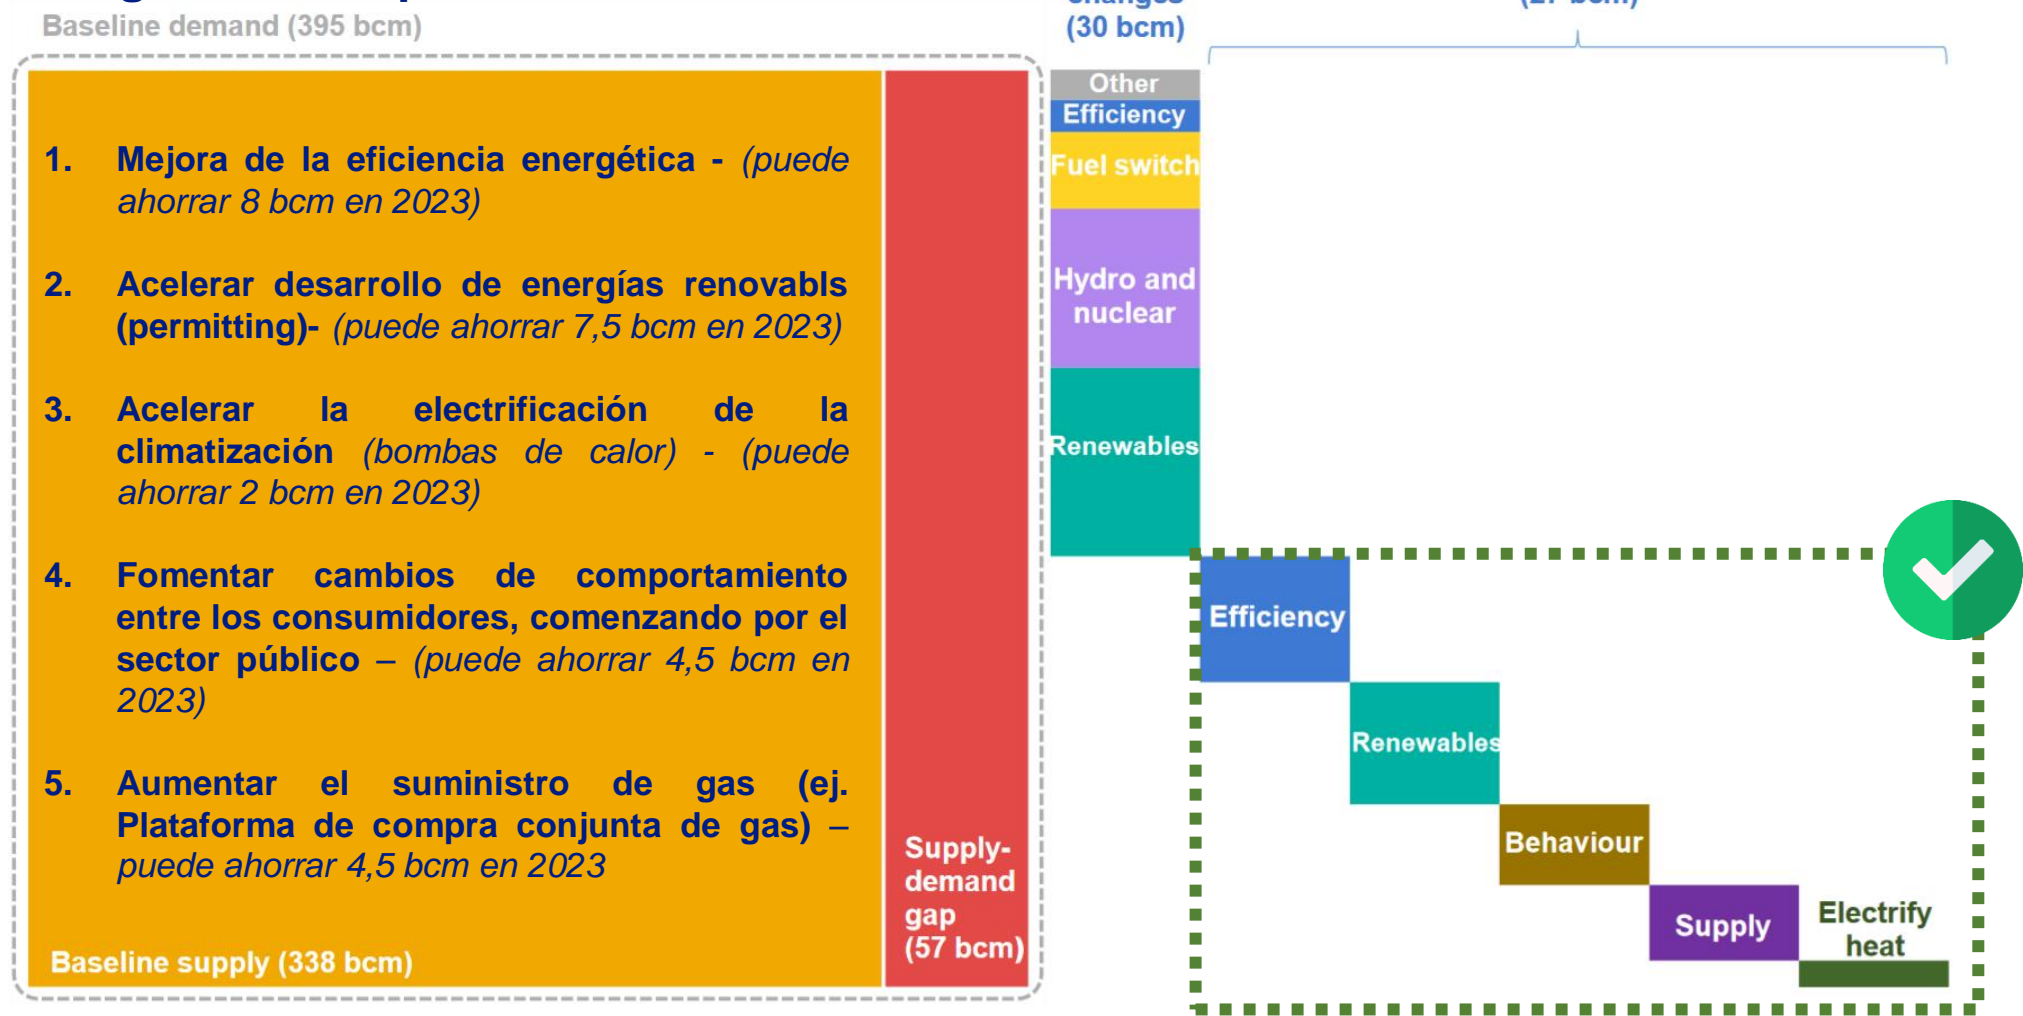 Baseline demand (395 bcm)
changes
(30 bcm)
(27 bcm)
1. Mejora de la eficiencia energética - (puede
ahorrar 8 bcm en 2023)
2. Acelerar desarrollo de energías renovabls
(permitting)- (puede ahorrar 7,5 bcm en 2023)
3. Acelerar la electrificación de la
climatización (bombas de calor) - (puede
ahorrar 2 bcm en 2023)
4. Fomentar cambios de comportamiento
entre los consumidores, comenzando por el
sector público – (puede ahorrar 4,5 bcm en
2023)
5. Aumentar el suministro de gas (ej.
Plataforma de compra conjunta de gas) –
puede ahorrar 4,5 bcm en 2023
Baseline supply (338 bcm)
Supply-
demand
gap
(57 bcm)
Other
Efficiency
Fuel switch
Hydro and
nuclear
Renewables
Efficiency
Renewables
Behaviour
Supply
Electrify
heat